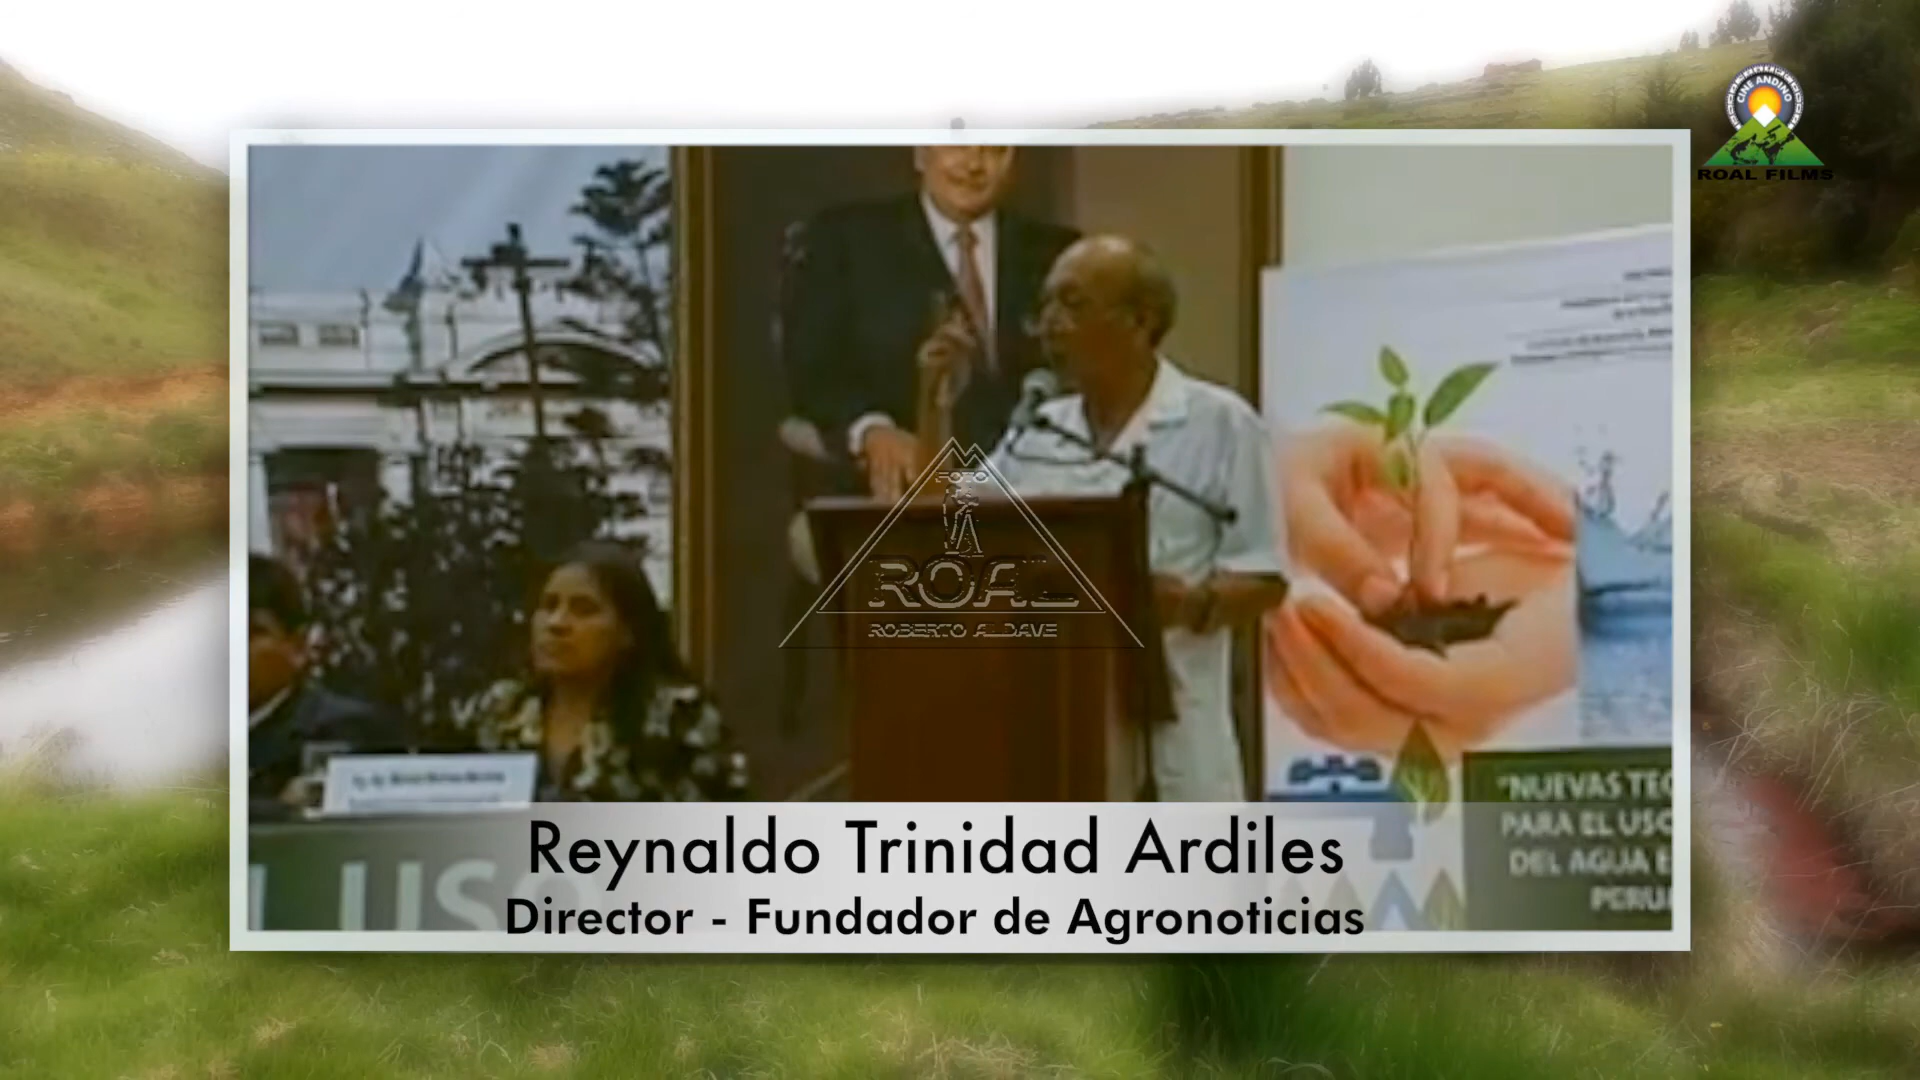 CINE ANDINO
ROAL FILMS
FOTO
ROAL
ROBERTO ALDAVE
"NUEVAS TEC
PARA EL USO
DEL AGUA E
PERU
L USO
Reynaldo Trinidad Ardiles
Director - Fundador de Agronoticias